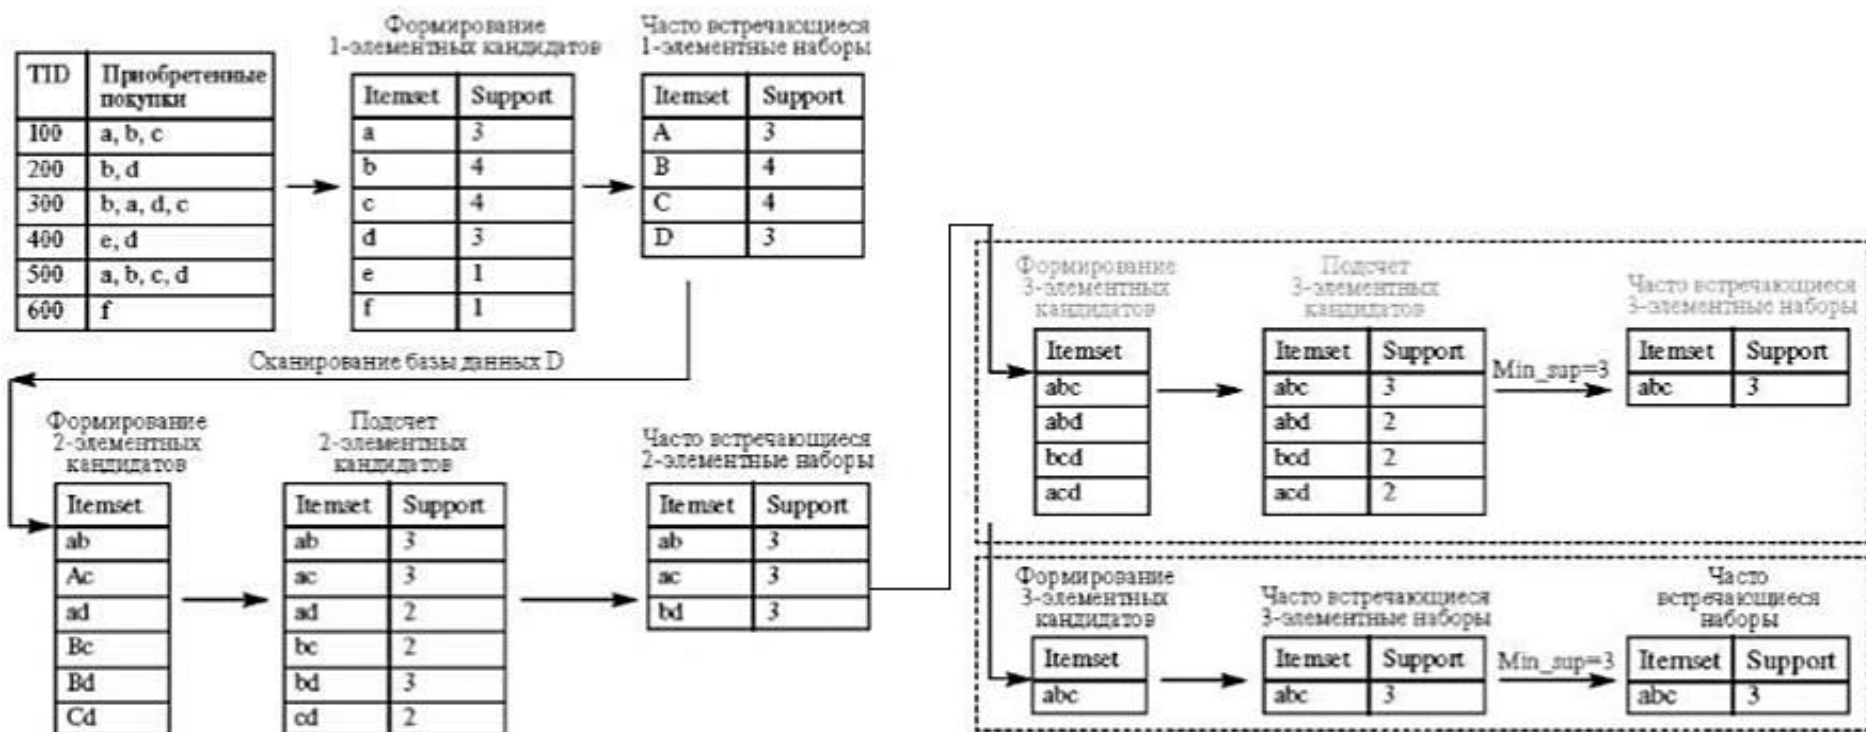 TID Приобретенные покупки
100 a, b, c
200 b, d
300 b, a, d, c
400 e, d
500 a, b, c, d
600 f
Формирование
1-элементных кандидатов
Itemset Support
a 3
b 4
c 4
d 3
e 1
f 1
Часто встречающиеся
1-элементные наборы
Itemset Support
A 3
B 4
C 4
D 3
Сканирование базы данных D
Формирование
2-элементных
кандидатов
Itemset
ab
Ac
ad
Bc
Bd
Cd
Подсчет
2-элементных
кандидатов
Itemset Support
ab 3
ac 3
ad 2
bc 2
bd 3
cd 2
Часто встречающиеся
2-элементные наборы
Itemset Support
ab 3
ac 3
bd 3
Формирование
3-элементных
кандидатов
Itemset
abc
abd
bcd
acd
Подсчет
3-элементных
кандидатов
Itemset Support
abc 3
abd 2
bcd 2
acd 2
Min_sup=3
Часто встречающиеся
3-элементные наборы
Itemset Support
abc 3
Формирование
3-элементных
кандидатов
Itemset
abc
Часто встречающиеся
3-элементные наборы
Itemset Support
abc 3
Min_sup=3
Часто
встречающиеся
наборы
Itemset Support
abc 3